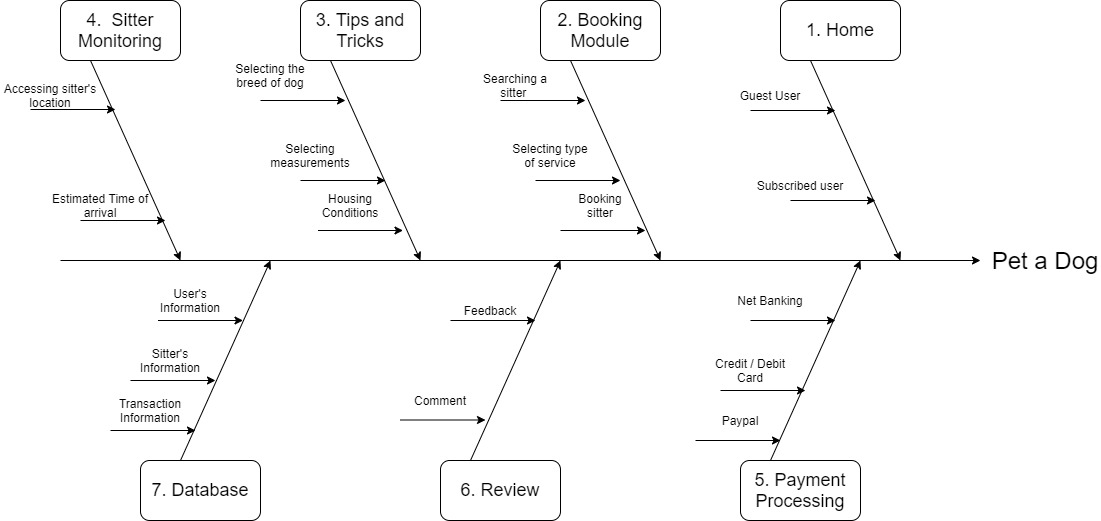 4. Sitter
Monitoring
3. Tips and
Tricks
2. Booking
Module
1. Home
Accessing sitter's
location
Estimated Time of
arrival
Selecting the
breed of dog
Selecting
measurements
Housing
Conditions
Searching a
sitter
Selecting type
of service
Booking
sitter
Guest User
Subscribed user
Pet a Dog
User's
Information
Sitter's
Information
Transaction
Information
Feedback
Comment
Net Banking
Credit / Debit
Card
Paypal
7. Database
6. Review
5. Payment
Processing